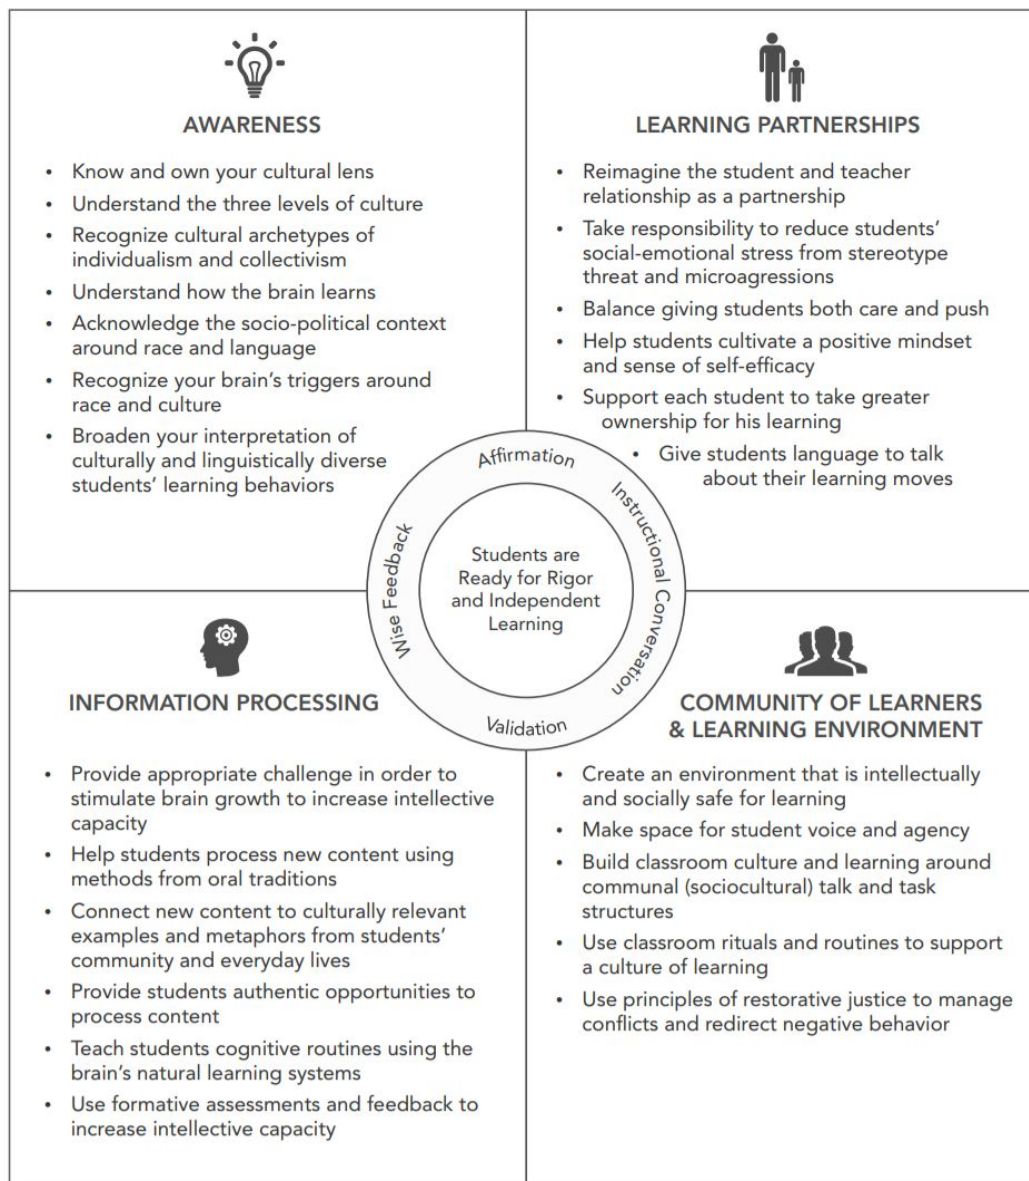 AWARENESS
• Know and own your cultural lens
• Understand the three levels of culture
• Recognize cultural archetypes of
individualism and collectivism
• Understand how the brain learns
• Acknowledge the socio-political context
around race and language
• Recognize your brain's triggers around
race and culture
• Broaden your interpretation of
culturally and linguistically diverse
students' learning behaviors
LEARNING PARTNERSHIPS
• Reimagine the student and teacher
relationship as a partnership
• Take responsibility to reduce students'
social-emotional stress from stereotype
threat and microagressions
• Balance giving students both care and push
• Help students cultivate a positive mindset
and sense of self-efficacy
• Support each student to take greater
ownership for his learning
• Give students language to talk
about their learning moves
Affirmation
Instructional Conversation
Validation
Wise Feedback
Students are
Ready for Rigor
and Independent
Learning
INFORMATION PROCESSING
• Provide appropriate challenge in order to
stimulate brain growth to increase intellective
capacity
• Help students process new content using
methods from oral traditions
• Connect new content to culturally relevant
examples and metaphors from students'
community and everyday lives
• Provide students authentic opportunities to
process content
• Teach students cognitive routines using the
brain's natural learning systems
• Use formative assessments and feedback to
increase intellective capacity
COMMUNITY OF LEARNERS
& LEARNING ENVIRONMENT
• Create an environment that is intellectually
and socially safe for learning
• Make space for student voice and agency
• Build classroom culture and learning around
communal (sociocultural) talk and task
structures
• Use classroom rituals and routines to support
a culture of learning
• Use principles of restorative justice to manage
conflicts and redirect negative behavior